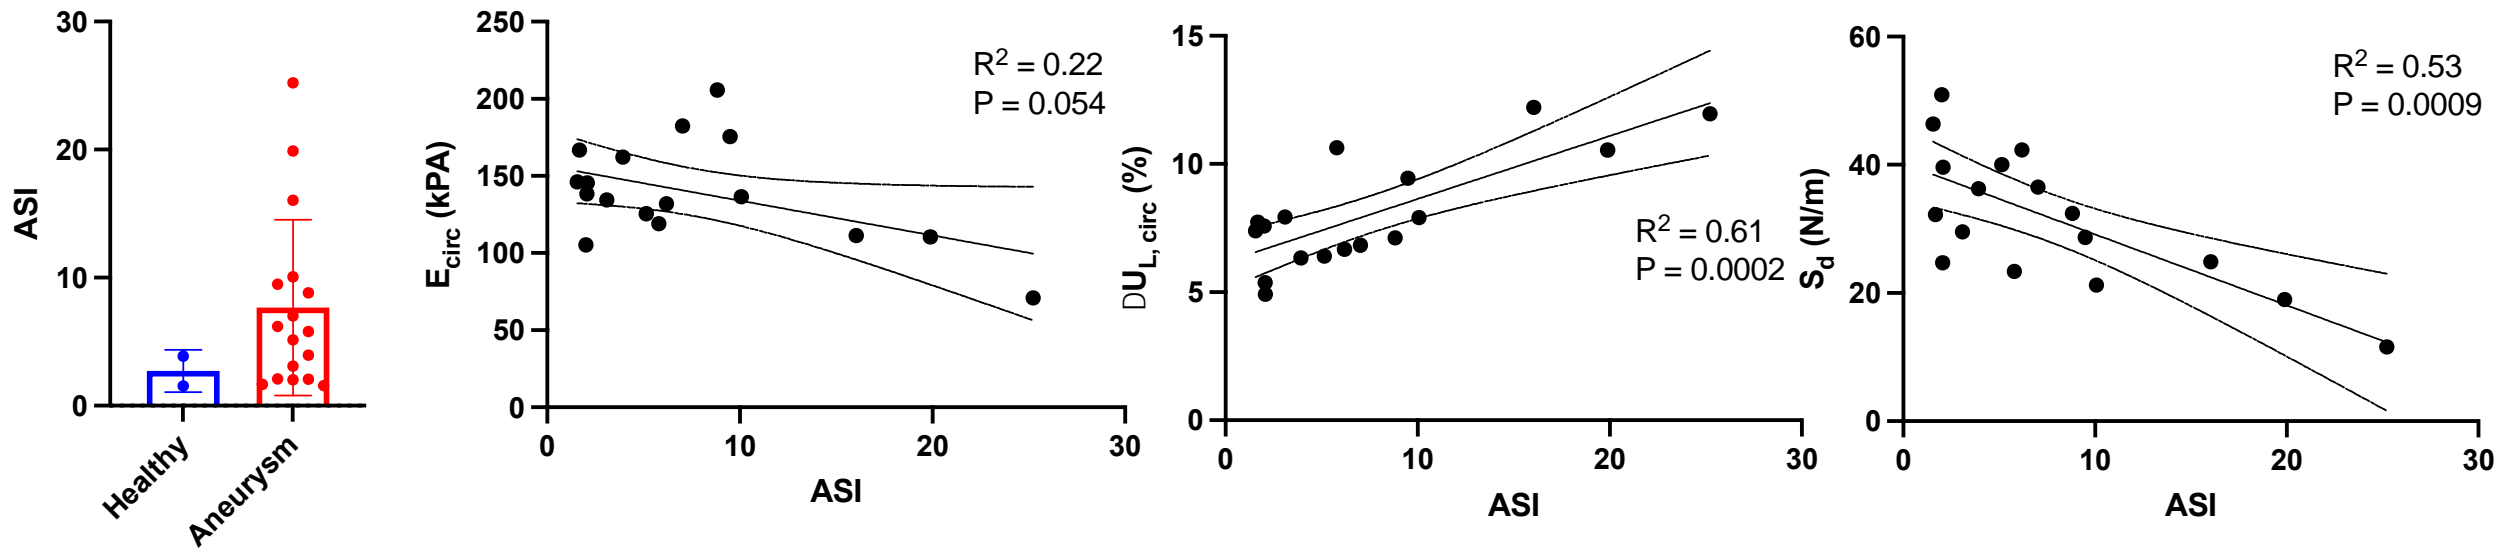 30
20
10
0
ASI
Healthy
Aneurysm
250
200
150
100
50
0
E_circ (kPA)
R² = 0.22
P = 0.054
0 10 20 30
ASI
15
10
5
0
DU_L, circ (%)
R² = 0.61
P = 0.0002
0 10 20 30
ASI
60
40
20
0
S_d (N/m)
R² = 0.53
P = 0.0009
0 10 20 30
ASI